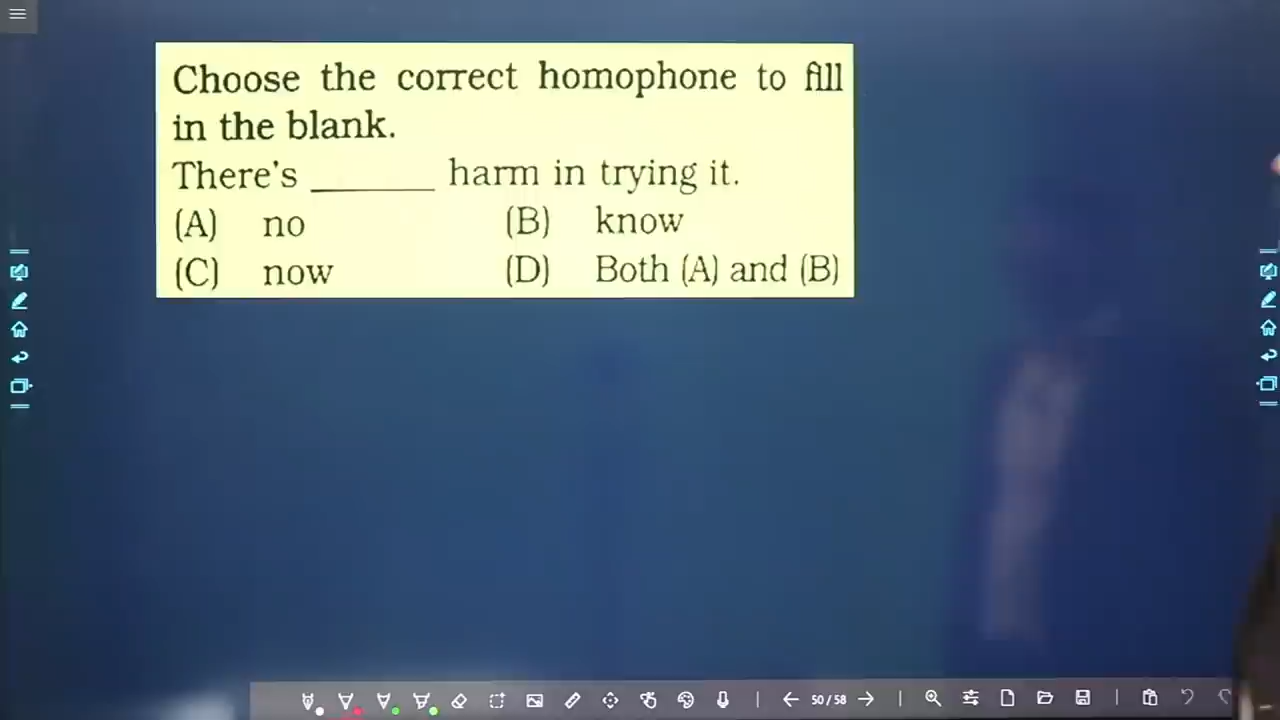 Choose the correct homophone to fill
in the blank.
There's ______ harm in trying it.
(A) no (B) know
(C) now (D) Both (A) and (B)
50/58